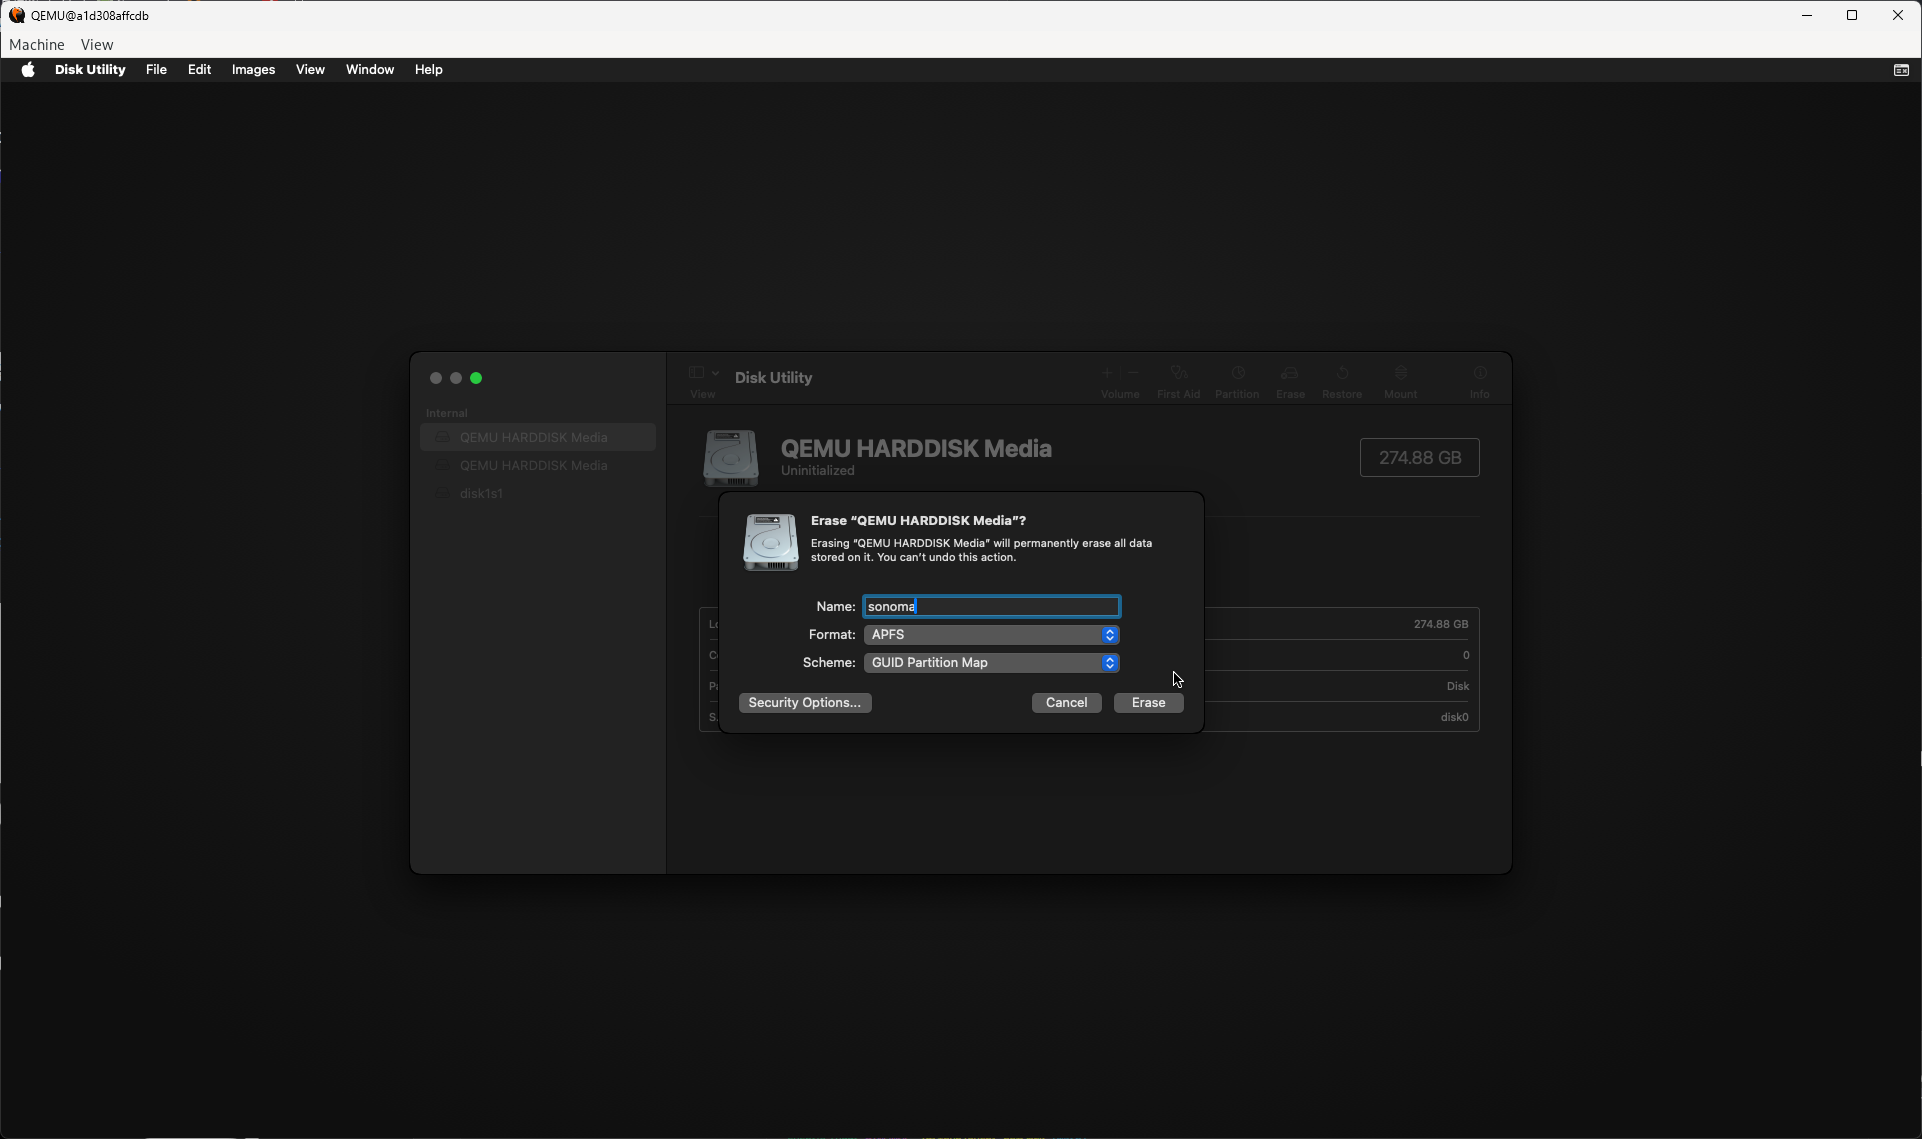 QEMU@a1d308affcdb
Machine View
Disk Utility File Edit Images View Window Help
Disk Utility
View
Volume First Aid Partition Erase Restore Mount Info
Internal
QEMU HARDDISK Media
QEMU HARDDISK Media
disk1s1
QEMU HARDDISK Media
Uninitialized
274.88 GB
Erase “QEMU HARDDISK Media”?
Erasing “QEMU HARDDISK Media” will permanently erase all data
stored on it. You can’t undo this action.
Name: sonoma
Format: APFS
Scheme: GUID Partition Map
Security Options... Cancel Erase
274.88 GB
0
Disk
disk0